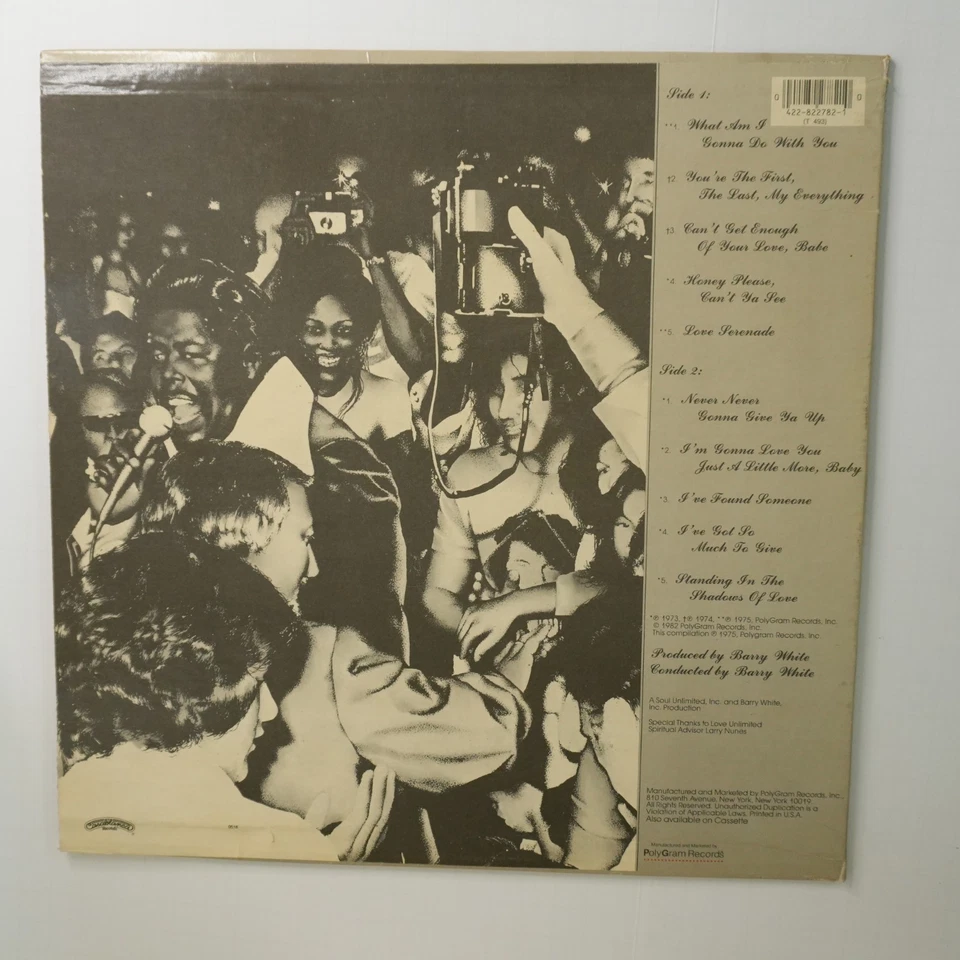 Side 1:
G G
422-822782-1
(T 493)
**1. What Am I
Gonna Do With You
†2. You're The First,
The Last, My Everything
†3. Can't Get Enough
Of Your Love, Babe
*4. Honey Please,
Can't Ya See
**5. Love Serenade
Side 2:
*1. Never Never
Gonna Give Ya Up
*2. I'm Gonna Love You
Just A Little More, Baby
*3. I've Found Someone
*4. I've Got So
Much To Give
*5. Standing In The
Shadows Of Love
*℗ 1973, †℗ 1974, **℗ 1975, PolyGram Records, Inc.
© 1982 PolyGram Records, Inc.
This compilation ℗ 1975, Polygram Records, Inc.
Produced by Barry White
Conducted by Barry White
A Soul Unlimited, Inc. and Barry White,
Inc. Production
Special Thanks to Love Unlimited
Spiritual Advisor Larry Nunes
Manufactured and Marketed by PolyGram Records, Inc.,
810 Seventh Avenue, New York, New York 10019
All Rights Reserved. Unauthorized Duplication is a
Violation of Applicable Laws. Printed in U.S.A.
Also available on Cassette
Manufactured and Marketed by
PolyGram Records